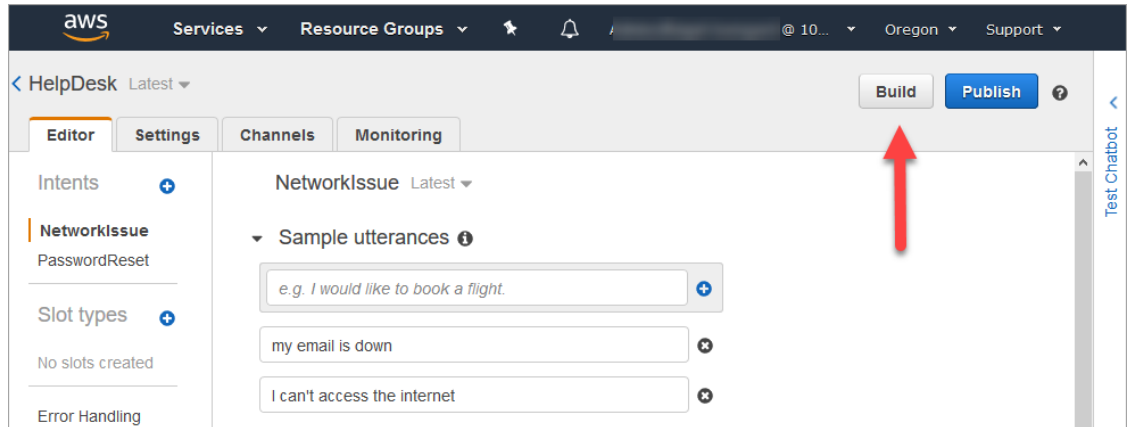 aws Services Resource Groups @ 10... Oregon Support
HelpDesk Latest Build Publish
Editor Settings Channels Monitoring
Test Chatbot
Intents
NetworkIssue
PasswordReset
Slot types
No slots created
Error Handling
NetworkIssue Latest
Sample utterances
e.g. I would like to book a flight.
my email is down
I can't access the internet